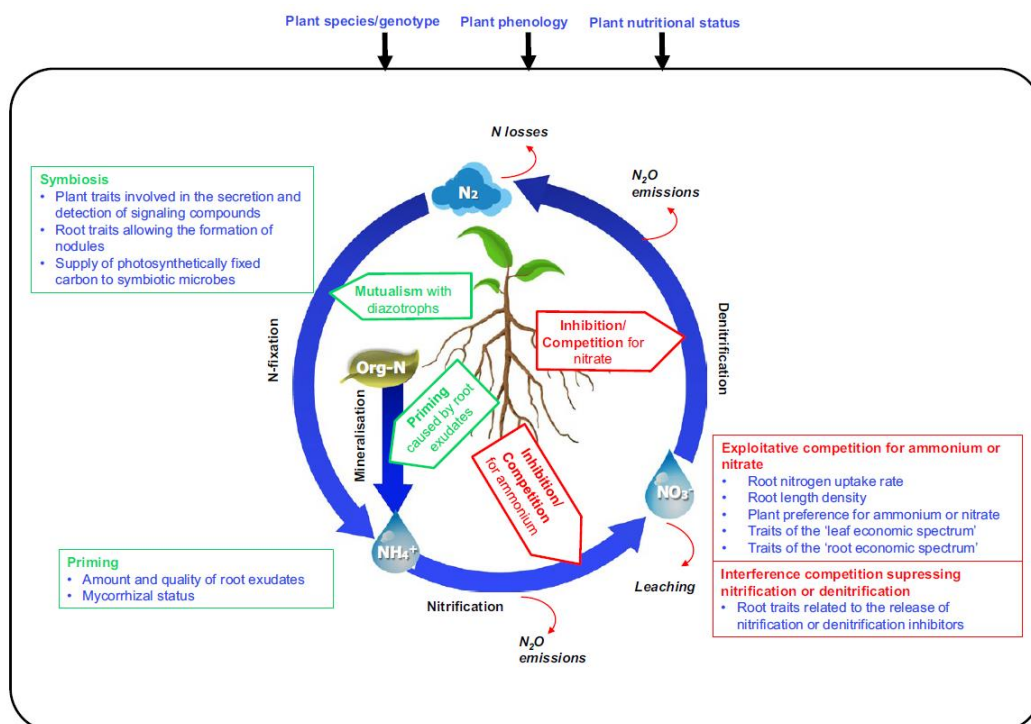 Plant species/genotype
Plant phenology
Plant nutritional status
N losses
N₂
N₂O
emissions
Symbiosis
• Plant traits involved in the secretion and
detection of signaling compounds
• Root traits allowing the formation of
nodules
• Supply of photosynthetically fixed
carbon to symbiotic microbes
Mutualism with
diazotrophs
Inhibition/
Competition for
nitrate
N-fixation
Denitrification
Org-N
Mineralisation
Priming
caused by root
exudates
Inhibition/
Competition
for ammonium
NH₄⁺
NO₃⁻
Nitrification
Leaching
N₂O
emissions
Exploitative competition for ammonium or
nitrate
• Root nitrogen uptake rate
• Root length density
• Plant preference for ammonium or nitrate
• Traits of the ‘leaf economic spectrum’
• Traits of the ‘root economic spectrum’
Interference competition supressing
nitrification or denitrification
• Root traits related to the release of
nitrification or denitrification inhibitors
Priming
• Amount and quality of root exudates
• Mycorrhizal status